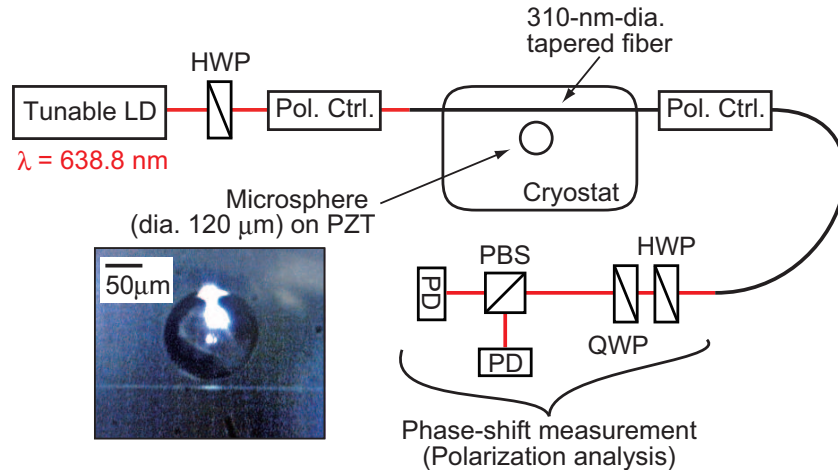 310-nm-dia.
tapered fiber
HWP
Tunable LD
Pol. Ctrl.
Pol. Ctrl.
λ = 638.8 nm
Microsphere
(dia. 120 μm) on PZT
Cryostat
50μm
PBS
HWP
PD
QWP
PD
Phase-shift measurement
(Polarization analysis)